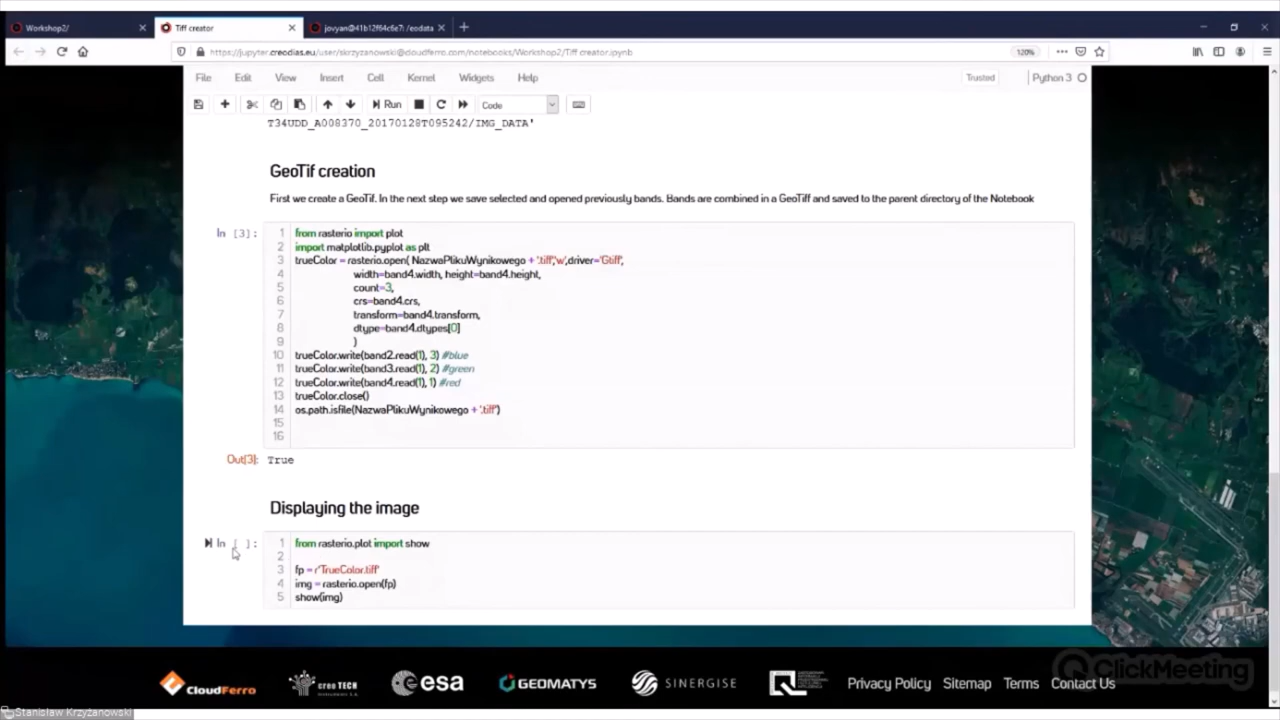 Workshop2/
Tiff creator
jovyan@41b12f64c6e7: /eodata
https://jupyter.creodias.eu/user/skrzyzanowski@cloudferro.com/notebooks/Workshop2/Tiff creator.ipynb
120%
File Edit View Insert Cell Kernel Widgets Help
Trusted
Python 3
Run
Code
T34UDD_A008370_20170128T095242/IMG_DATA'
GeoTif creation
First we create a GeoTif. In the next step we save selected and opened previously bands. Bands are combined in a GeoTiff and saved to the parent directory of the Notebook
In [3]:
1 from rasterio import plot
2 import matplotlib.pyplot as plt
3 trueColor = rasterio.open( NazwaPlikuWynikowego + '.tiff','w',driver='Gtiff',
4 width=band4.width, height=band4.height,
5 count=3,
6 crs=band4.crs,
7 transform=band4.transform,
8 dtype=band4.dtypes[0]
9 )
10 trueColor.write(band2.read(1), 3) #blue
11 trueColor.write(band3.read(1), 2) #green
12 trueColor.write(band4.read(1), 1) #red
13 trueColor.close()
14 os.path.isfile(NazwaPlikuWynikowego + '.tiff')
15
16
Out[3]: True
Displaying the image
In [ ]:
1 from rasterio.plot import show
2
3 fp = r'TrueColor.tiff'
4 img = rasterio.open(fp)
5 show(img)
CLOUDFERRO
creo TECH
esa
GEOMATYS
SINERGISE
Privacy Policy
Sitemap
Terms
Contact Us
ClickMeeting
Stanisław Krzyżanowski